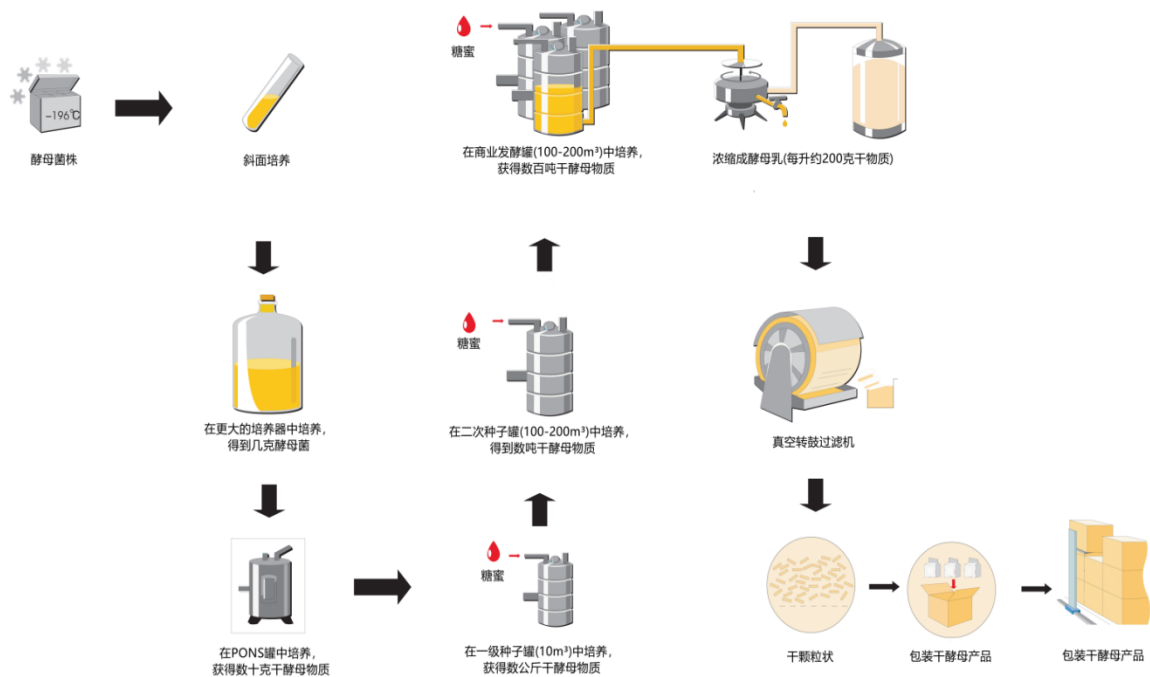 -196℃
酵母菌株
斜面培养
在更大的培养器中培养，
得到几克酵母菌
在PONS罐中培养，
获得数十克干酵母物质
糖蜜
在一级种子罐(10m³)中培养，
获得数公斤干酵母物质
糖蜜
在二次种子罐(100-200m³)中培养，
得到数吨干酵母物质
糖蜜
在商业发酵罐(100-200m³)中培养，
获得数百吨干酵母物质
浓缩成酵母乳(每升约200克干物质)
真空转鼓过滤机
干颗粒状
包装干酵母产品
包装干酵母产品